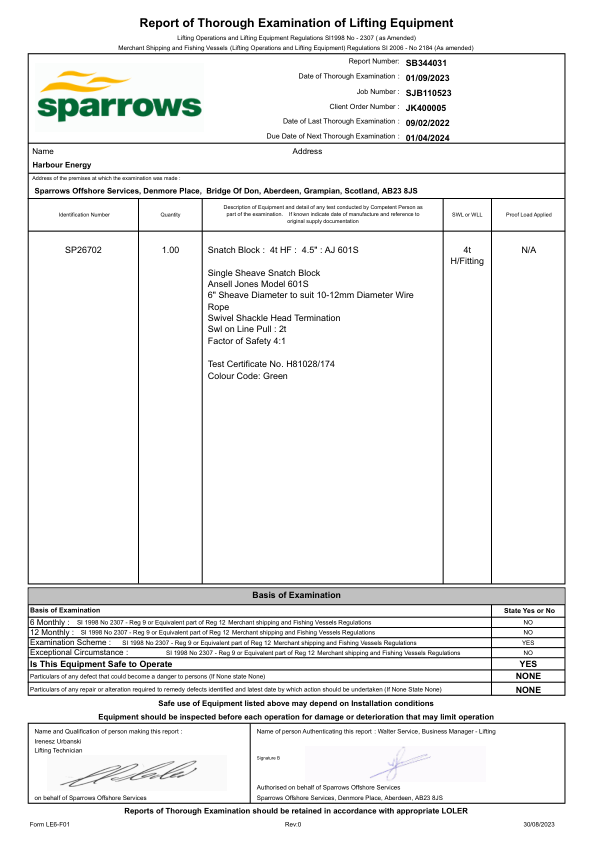 Report of Thorough Examination of Lifting Equipment
Lifting Operations and Lifting Equipment Regulations SI1998 No - 2307 ( as Amended)
Merchant Shipping and Fishing Vessels (Lifting Operations and Lifting Equipment) Regulations SI 2006 - No 2184 (As amended)
sparrows
Report Number: SB344031
Date of Thorough Examination : 01/09/2023
Job Number : SJB110523
Client Order Number : JK400005
Date of Last Thorough Examination : 09/02/2022
Due Date of Next Thorough Examination : 01/04/2024
Name Address
Harbour Energy
Address of the premises at which the examination was made :
Sparrows Offshore Services, Denmore Place, Bridge Of Don, Aberdeen, Grampian, Scotland, AB23 8JS
Identification Number Quantity Description of Equipment and detail of any test conducted by Competent Person as part of the examination. If known indicate date of manufacture and reference to original supply documentation SWL or WLL Proof Load Applied
SP26702 1.00 Snatch Block : 4t HF : 4.5" : AJ 601S 4t N/A
H/Fitting
Single Sheave Snatch Block
Ansell Jones Model 601S
6" Sheave Diameter to suit 10-12mm Diameter Wire
Rope
Swivel Shackle Head Termination
Swl on Line Pull : 2t
Factor of Safety 4:1
Test Certificate No. H81028/174
Colour Code: Green
Basis of Examination
Basis of Examination State Yes or No
6 Monthly : SI 1998 No 2307 - Reg 9 or Equivalent part of Reg 12 Merchant shipping and Fishing Vessels Regulations NO
12 Monthly : SI 1998 No 2307 - Reg 9 or Equivalent part of Reg 12 Merchant shipping and Fishing Vessels Regulations NO
Examination Scheme : SI 1998 No 2307 - Reg 9 or Equivalent part of Reg 12 Merchant shipping and Fishing Vessels Regulations YES
Exceptional Circumstance : SI 1998 No 2307 - Reg 9 or Equivalent part of Reg 12 Merchant shipping and Fishing Vessels Regulations NO
Is This Equipment Safe to Operate YES
Particulars of any defect that could become a danger to persons (If None state None) NONE
Particulars of any repair or alteration required to remedy defects identified and latest date by which action should be undertaken (If None State None) NONE
Safe use of Equipment listed above may depend on Installation conditions
Equipment should be inspected before each operation for damage or deterioration that may limit operation
Name and Qualification of person making this report :
Irenesz Urbanski
Lifting Technician
on behalf of Sparrows Offshore Services
Name of person Authenticating this report : Walter Service, Business Manager - Lifting
Signature B
Authorised on behalf of Sparrows Offshore Services
Sparrows Offshore Services, Denmore Place, Aberdeen, AB23 8JS
Reports of Thorough Examination should be retained in accordance with appropriate LOLER
Form LE6-F01 Rev:0 30/08/2023